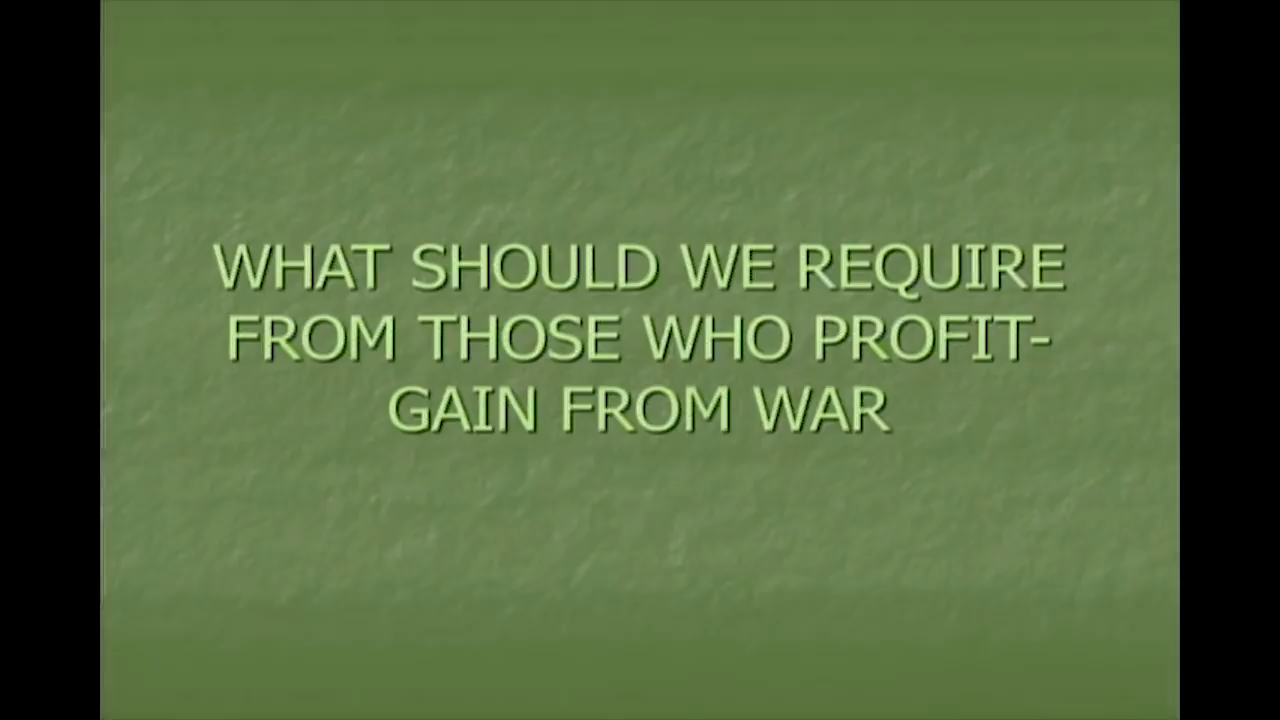 WHAT SHOULD WE REQUIRE
FROM THOSE WHO PROFIT-
GAIN FROM WAR